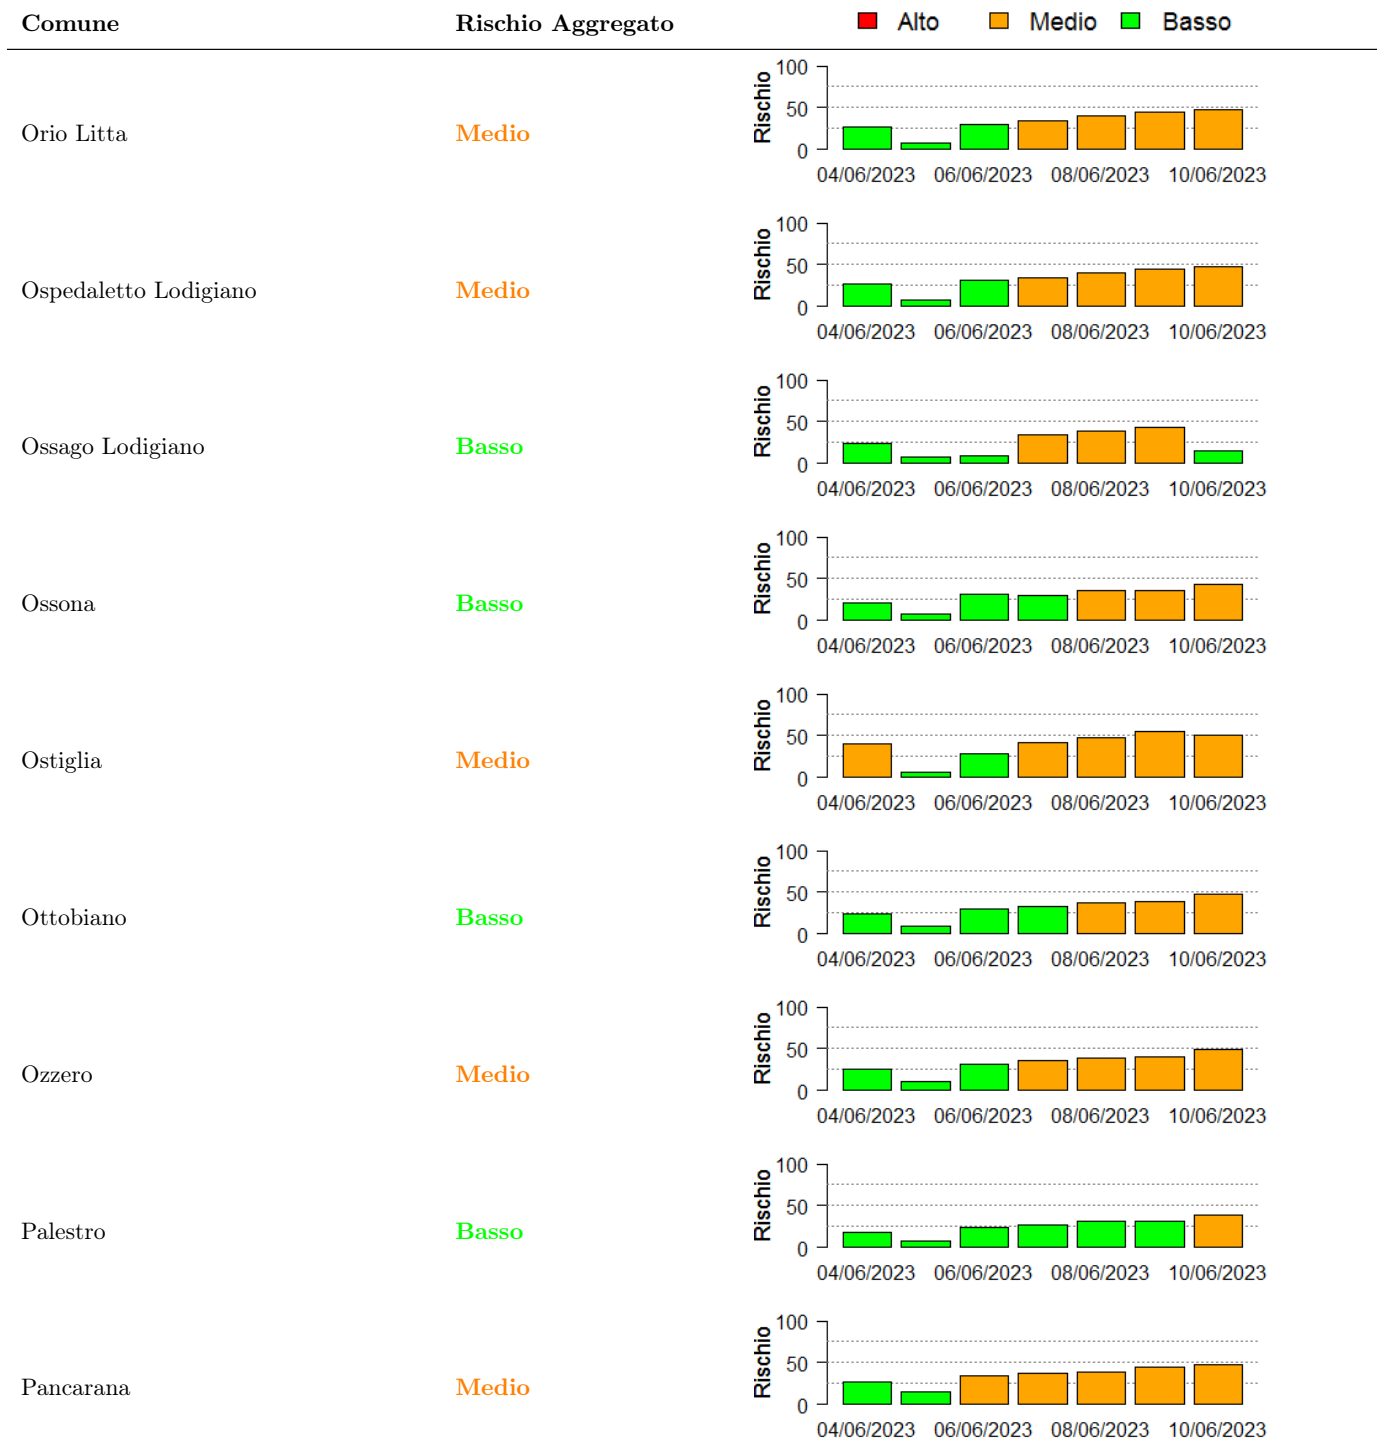 Comune Rischio Aggregato Alto Medio Basso
100
50
0
Rischio
Orio Litta Medio
04/06/2023 06/06/2023 08/06/2023 10/06/2023
100
50
0
Rischio
Ospedaletto Lodigiano Medio
04/06/2023 06/06/2023 08/06/2023 10/06/2023
100
50
0
Rischio
Ossago Lodigiano Basso
04/06/2023 06/06/2023 08/06/2023 10/06/2023
100
50
0
Rischio
Ossona Basso
04/06/2023 06/06/2023 08/06/2023 10/06/2023
100
50
0
Rischio
Ostiglia Medio
04/06/2023 06/06/2023 08/06/2023 10/06/2023
100
50
0
Rischio
Ottobiano Basso
04/06/2023 06/06/2023 08/06/2023 10/06/2023
100
50
0
Rischio
Ozzero Medio
04/06/2023 06/06/2023 08/06/2023 10/06/2023
100
50
0
Rischio
Palestro Basso
04/06/2023 06/06/2023 08/06/2023 10/06/2023
100
50
0
Rischio
Pancarana Medio
04/06/2023 06/06/2023 08/06/2023 10/06/2023